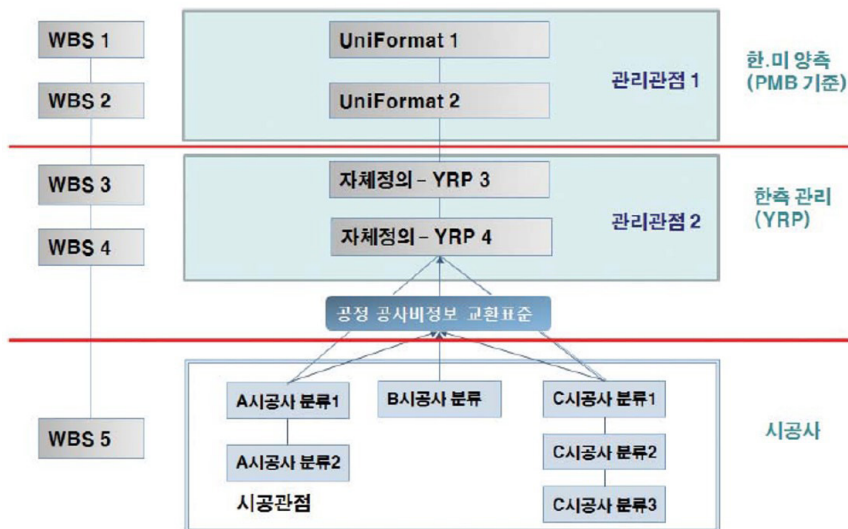 WBS 1
UniFormat 1
관리관점 1
한.미 양측
(PMB 기준)
WBS 2
UniFormat 2
WBS 3
자체정의 – YRP 3
한측 관리
(YRP)
관리관점 2
WBS 4
자체정의 – YRP 4
공정 공사비정보 교환표준
A시공사 분류1
B시공사 분류
C시공사 분류1
WBS 5
시공사
A시공사 분류2
C시공사 분류2
시공관점
C시공사 분류3